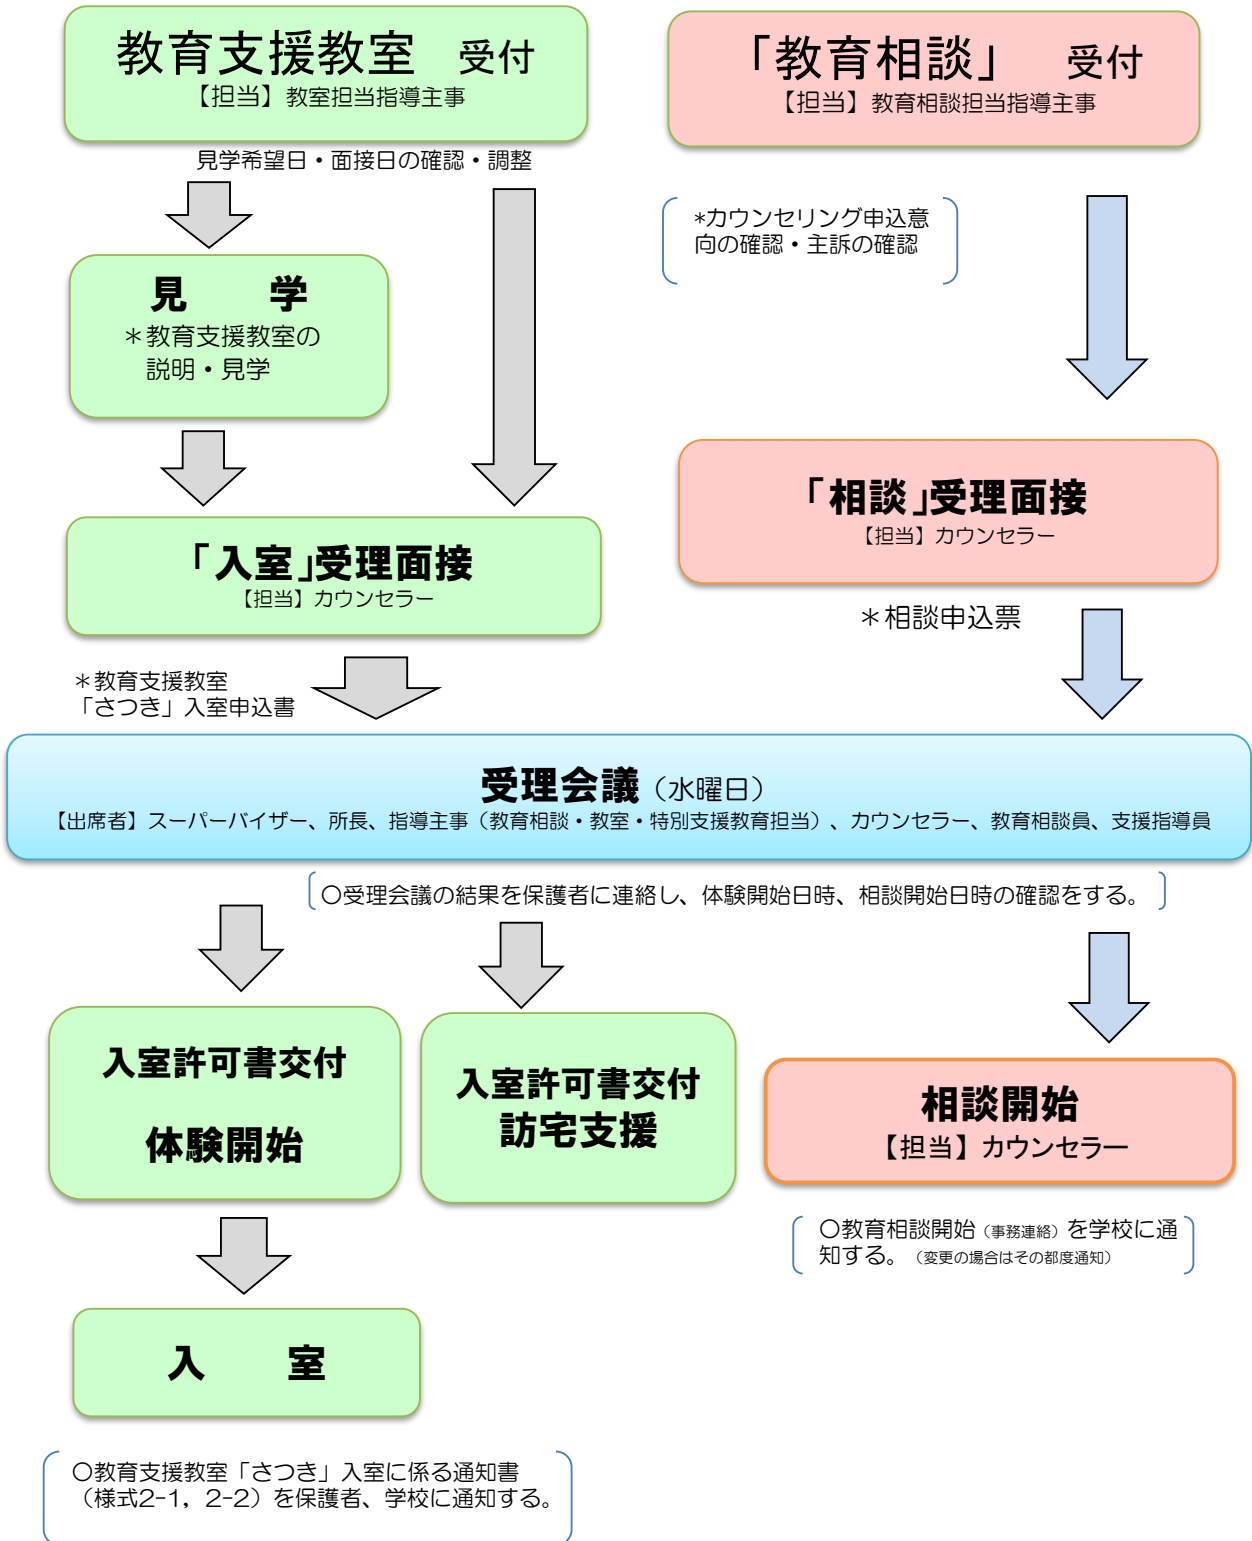 教育支援教室　受付
【担当】教室担当指導主事
「教育相談」　受付
【担当】教育相談担当指導主事
見学希望日・面接日の確認・調整
*カウンセリング申込意
向の確認・主訴の確認
見　学
＊教育支援教室の
説明・見学
「相談」受理面接
【担当】カウンセラー
「入室」受理面接
【担当】カウンセラー
＊相談申込票
＊教育支援教室
「さつき」入室申込書
受理会議（水曜日）
【出席者】スーパーバイザー、所長、指導主事（教育相談・教室・特別支援教育担当）、カウンセラー、教育相談員、支援指導員
○受理会議の結果を保護者に連絡し、体験開始日時、相談開始日時の確認をする。
入室許可書交付
体験開始
入室許可書交付
訪宅支援
相談開始
【担当】カウンセラー
○教育相談開始（事務連絡）を学校に通
知する。（変更の場合はその都度通知）
入　室
○教育支援教室「さつき」入室に係る通知書
（様式2-1，2-2）を保護者、学校に通知する。